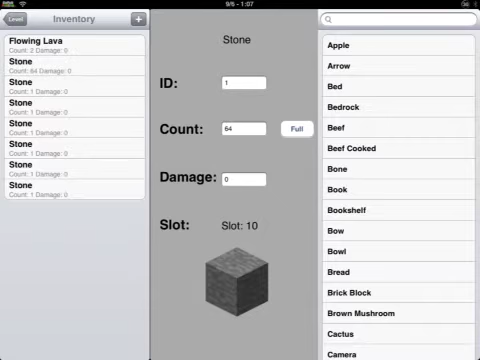 9/6 - 1:07
Level
Inventory
+
Flowing Lava
Count: 2 Damage: 0
Stone
Count: 64 Damage: 0
Stone
Count: 1 Damage: 0
Stone
Count: 1 Damage: 0
Stone
Count: 1 Damage: 0
Stone
Count: 1 Damage: 0
Stone
Count: 1 Damage: 0
Stone
Count: 1 Damage: 0
Stone
ID:
1
Count:
64
Full
Damage:
0
Slot:
Slot: 10
Apple
Arrow
Bed
Bedrock
Beef
Beef Cooked
Bone
Book
Bookshelf
Bow
Bowl
Bread
Brick Block
Brown Mushroom
Cactus
Camera